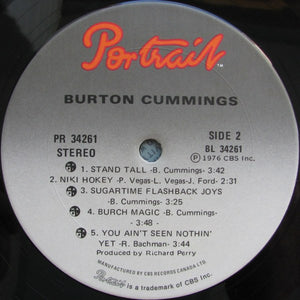 Portrait™
BURTON CUMMINGS
PR 34261
STEREO
SIDE 2
BL 34261
Ⓟ 1976 CBS Inc.
1. STAND TALL -B. Cummings- 3:42
2. NIKI HOKEY -P. Vegas-L. Vegas-J. Ford- 2:31
3. SUGARTIME FLASHBACK JOYS
-B. Cummings- 3:25
4. BURCH MAGIC -B. Cummings-
- 3:48 -
5. YOU AIN'T SEEN NOTHIN'
YET -R. Bachman- 3:44
Produced by Richard Perry
MANUFACTURED BY CBS RECORDS CANADA LTD.
Portrait is a trademark of CBS Inc.